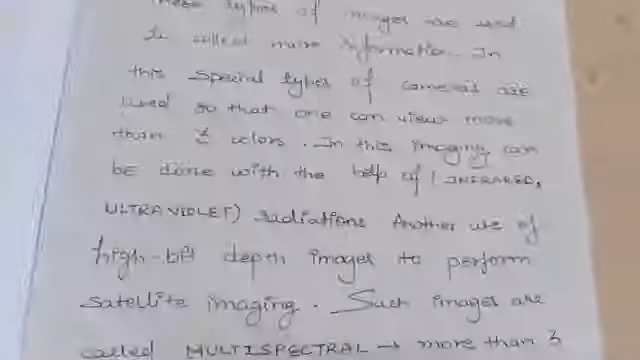 These types of images are used
to collect more information. In
this special types of cameras are
used so that one can view more
than 3 colors. In this imaging can
be done with the help of (INFRARED,
ULTRAVIOLET) radiations Another use of
high-bit depth images to perform
satellite imaging. Such images are
called MULTISPECTRAL → more than 3